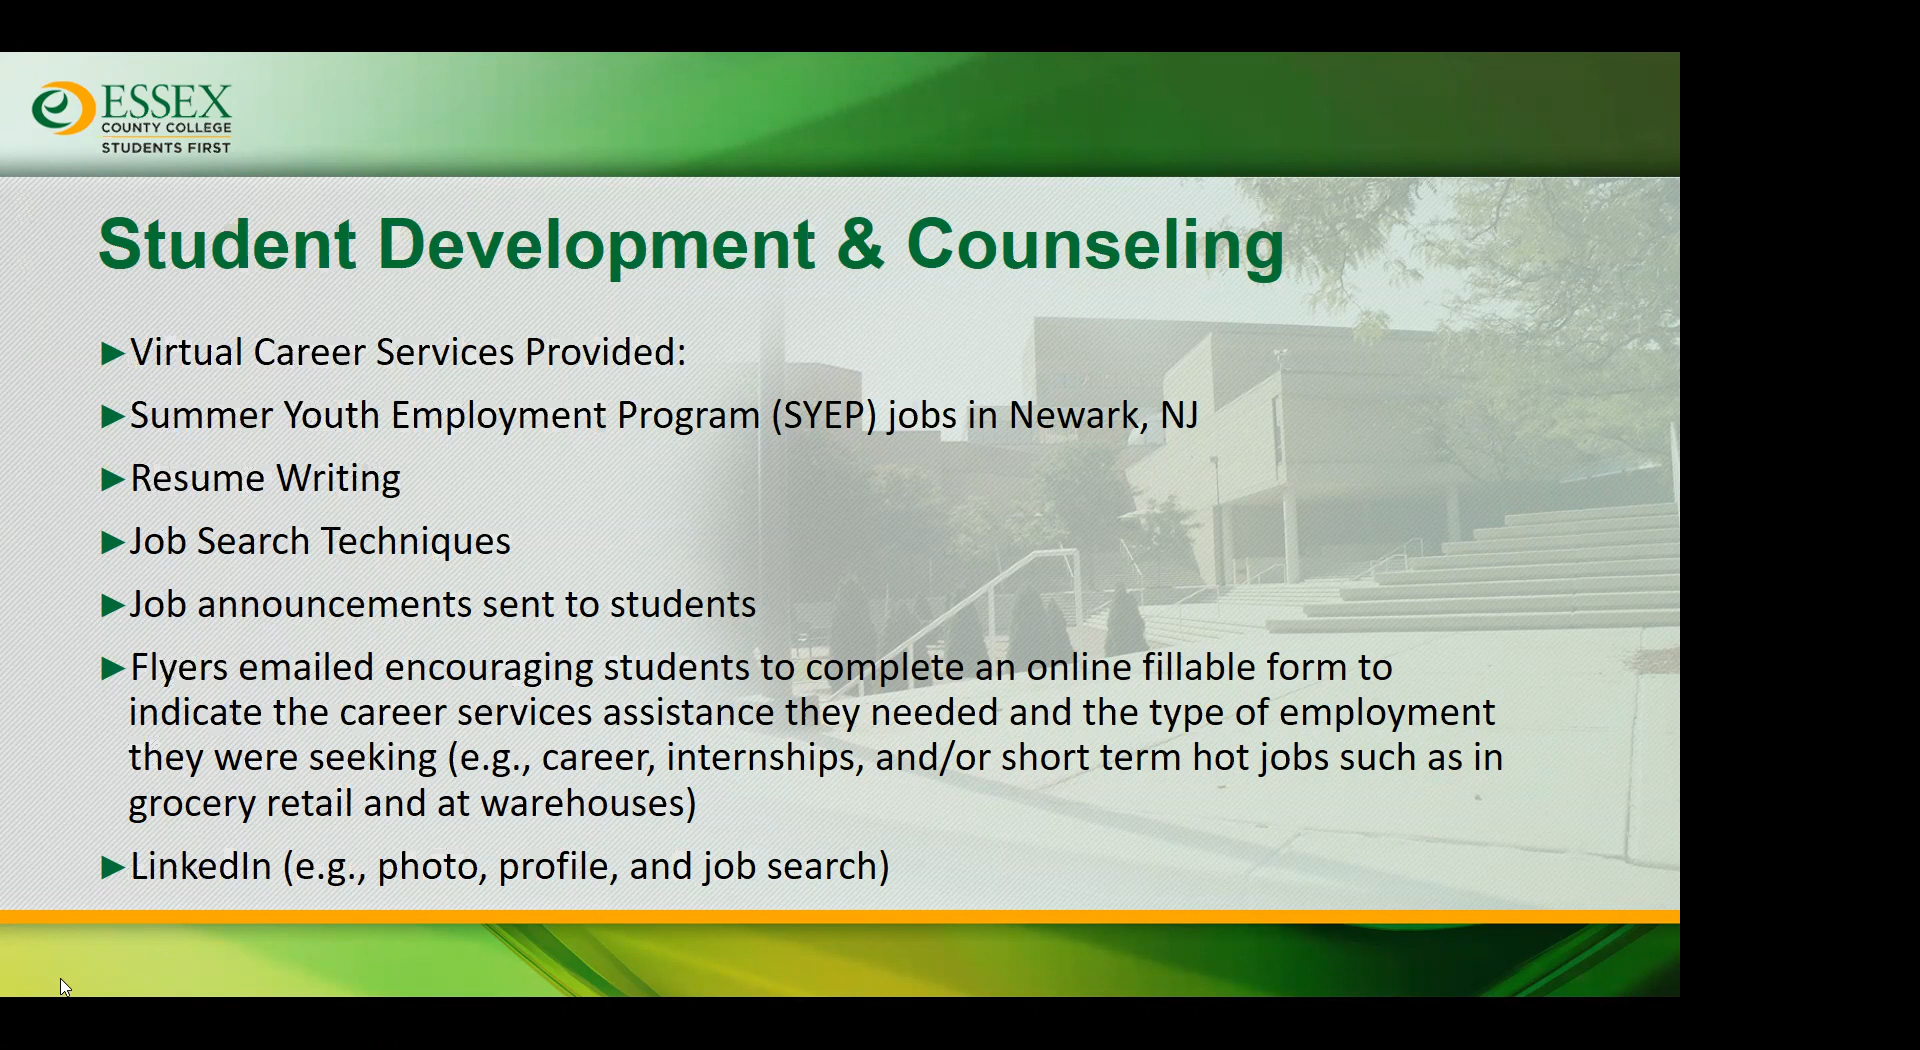 ESSEX
COUNTY COLLEGE
STUDENTS FIRST
Student Development & Counseling
►Virtual Career Services Provided:
►Summer Youth Employment Program (SYEP) jobs in Newark, NJ
►Resume Writing
►Job Search Techniques
►Job announcements sent to students
►Flyers emailed encouraging students to complete an online fillable form to
indicate the career services assistance they needed and the type of employment
they were seeking (e.g., career, internships, and/or short term hot jobs such as in
grocery retail and at warehouses)
►LinkedIn (e.g., photo, profile, and job search)